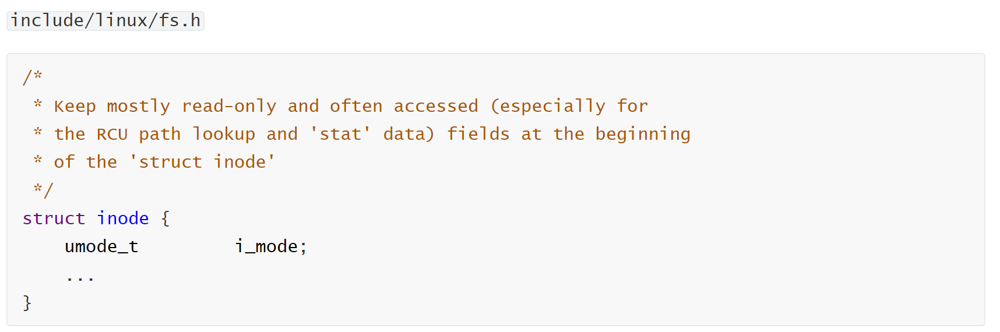 include/linux/fs.h
/*
 * Keep mostly read-only and often accessed (especially for
 * the RCU path lookup and 'stat' data) fields at the beginning
 * of the 'struct inode'
 */
struct inode {
    umode_t         i_mode;
    ...
}